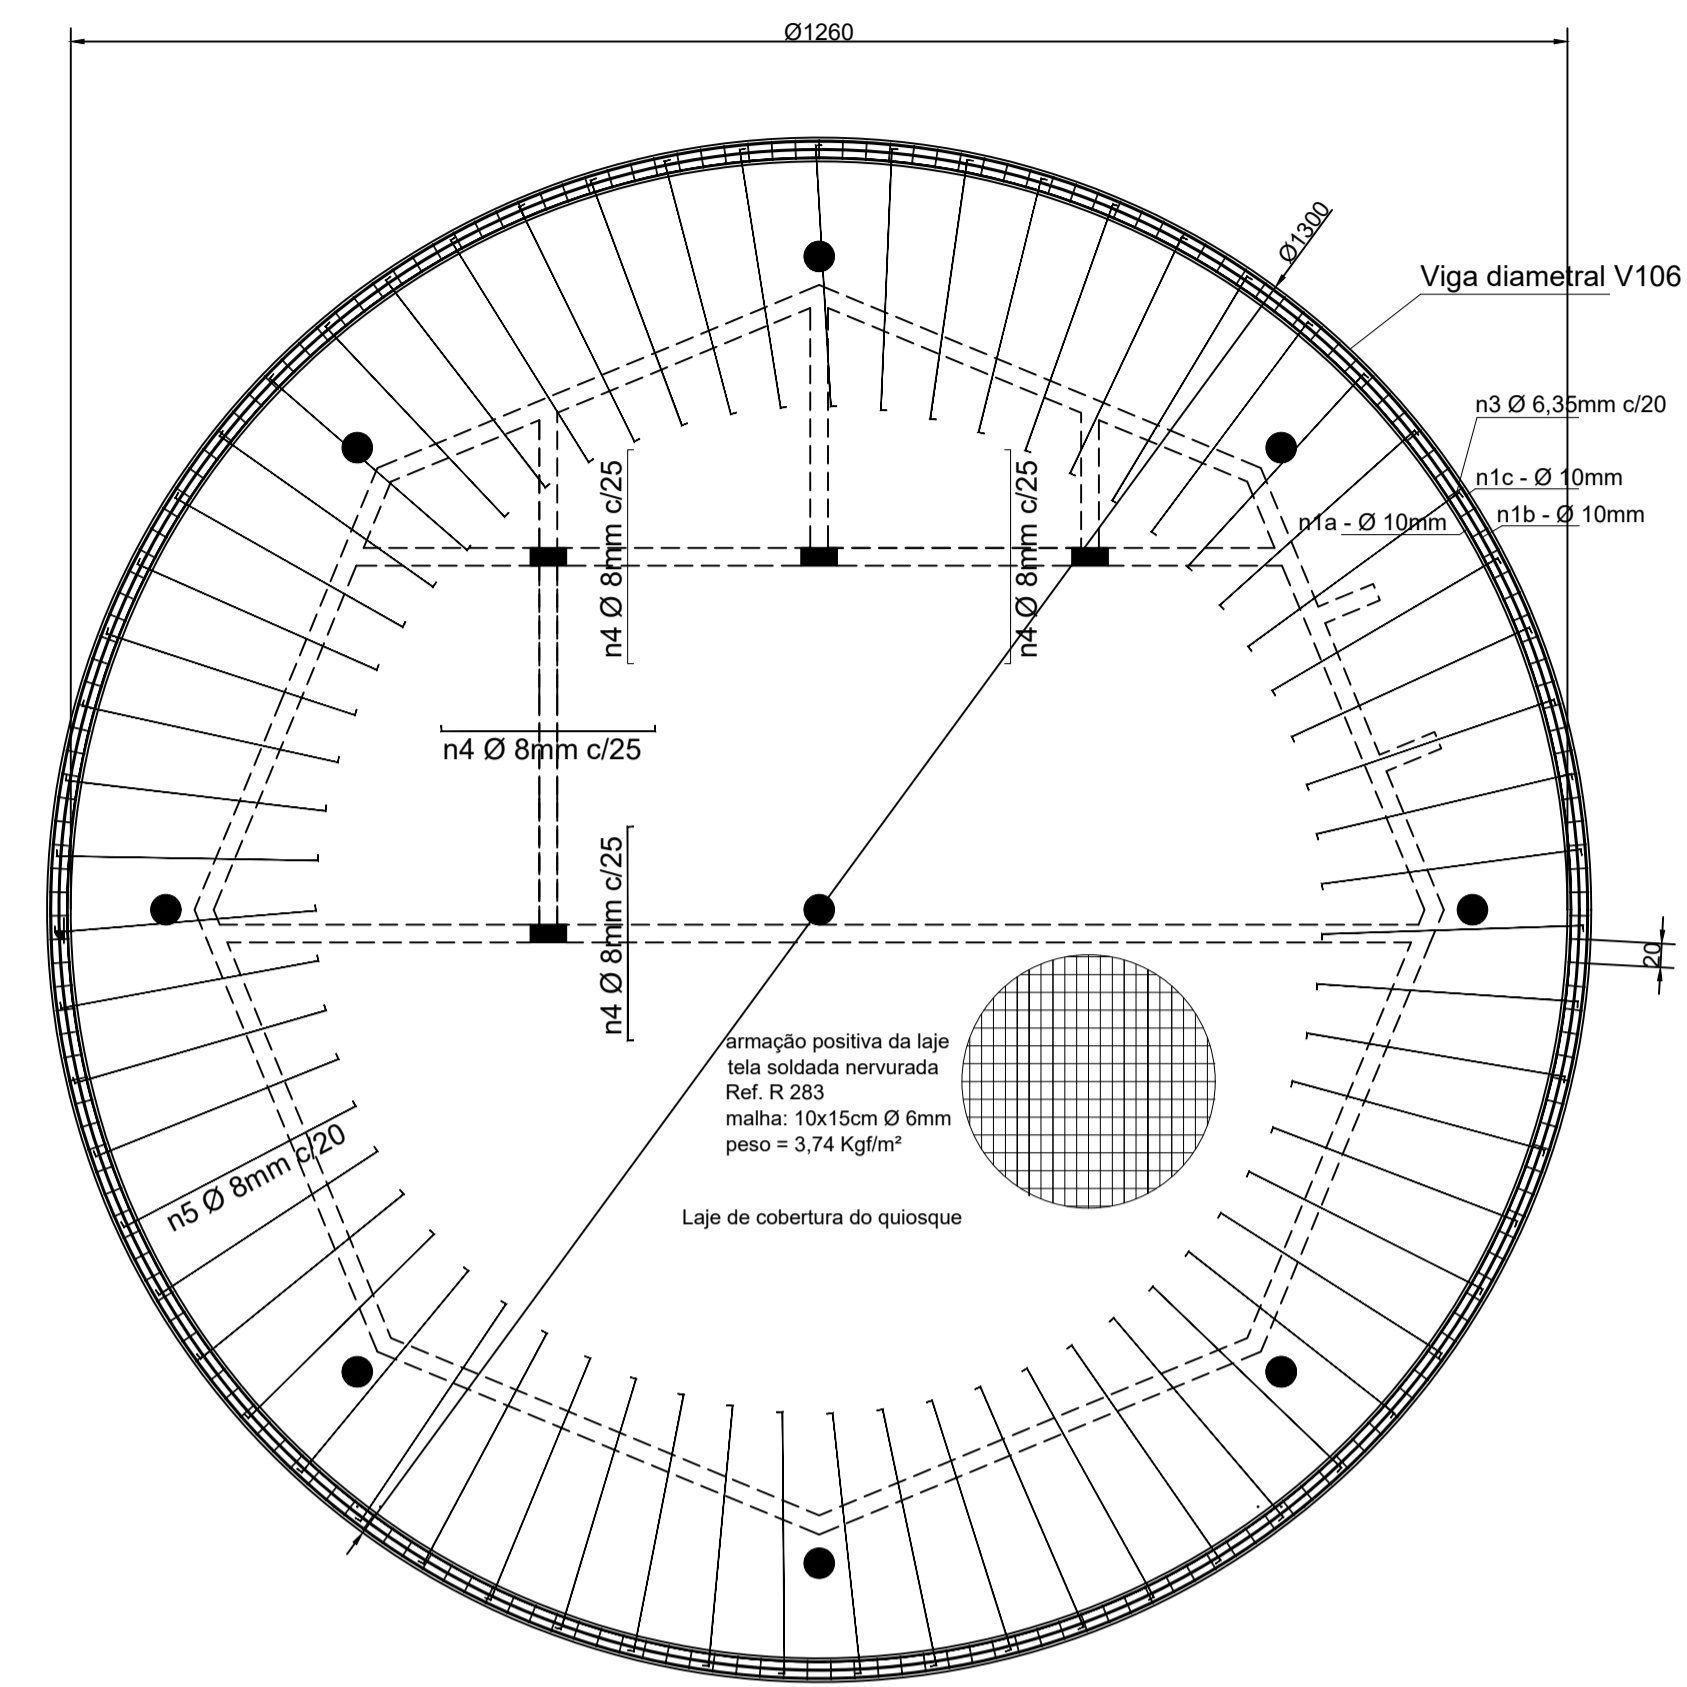 Ø1260
Ø1300
Viga diametral V106
n3 Ø 6,35mm c/20
n1c - Ø 10mm
n1b - Ø 10mm
n1a - Ø 10mm
n4 Ø 8mm c/25
n4 Ø 8mm c/25
n4 Ø 8mm c/25
n4 Ø 8mm c/25
20
armação positiva da laje
tela soldada nervurada
Ref. R 283
malha: 10x15cm Ø 6mm
peso = 3,74 Kgf/m²
n5 Ø 8mm c/20
Laje de cobertura do quiosque